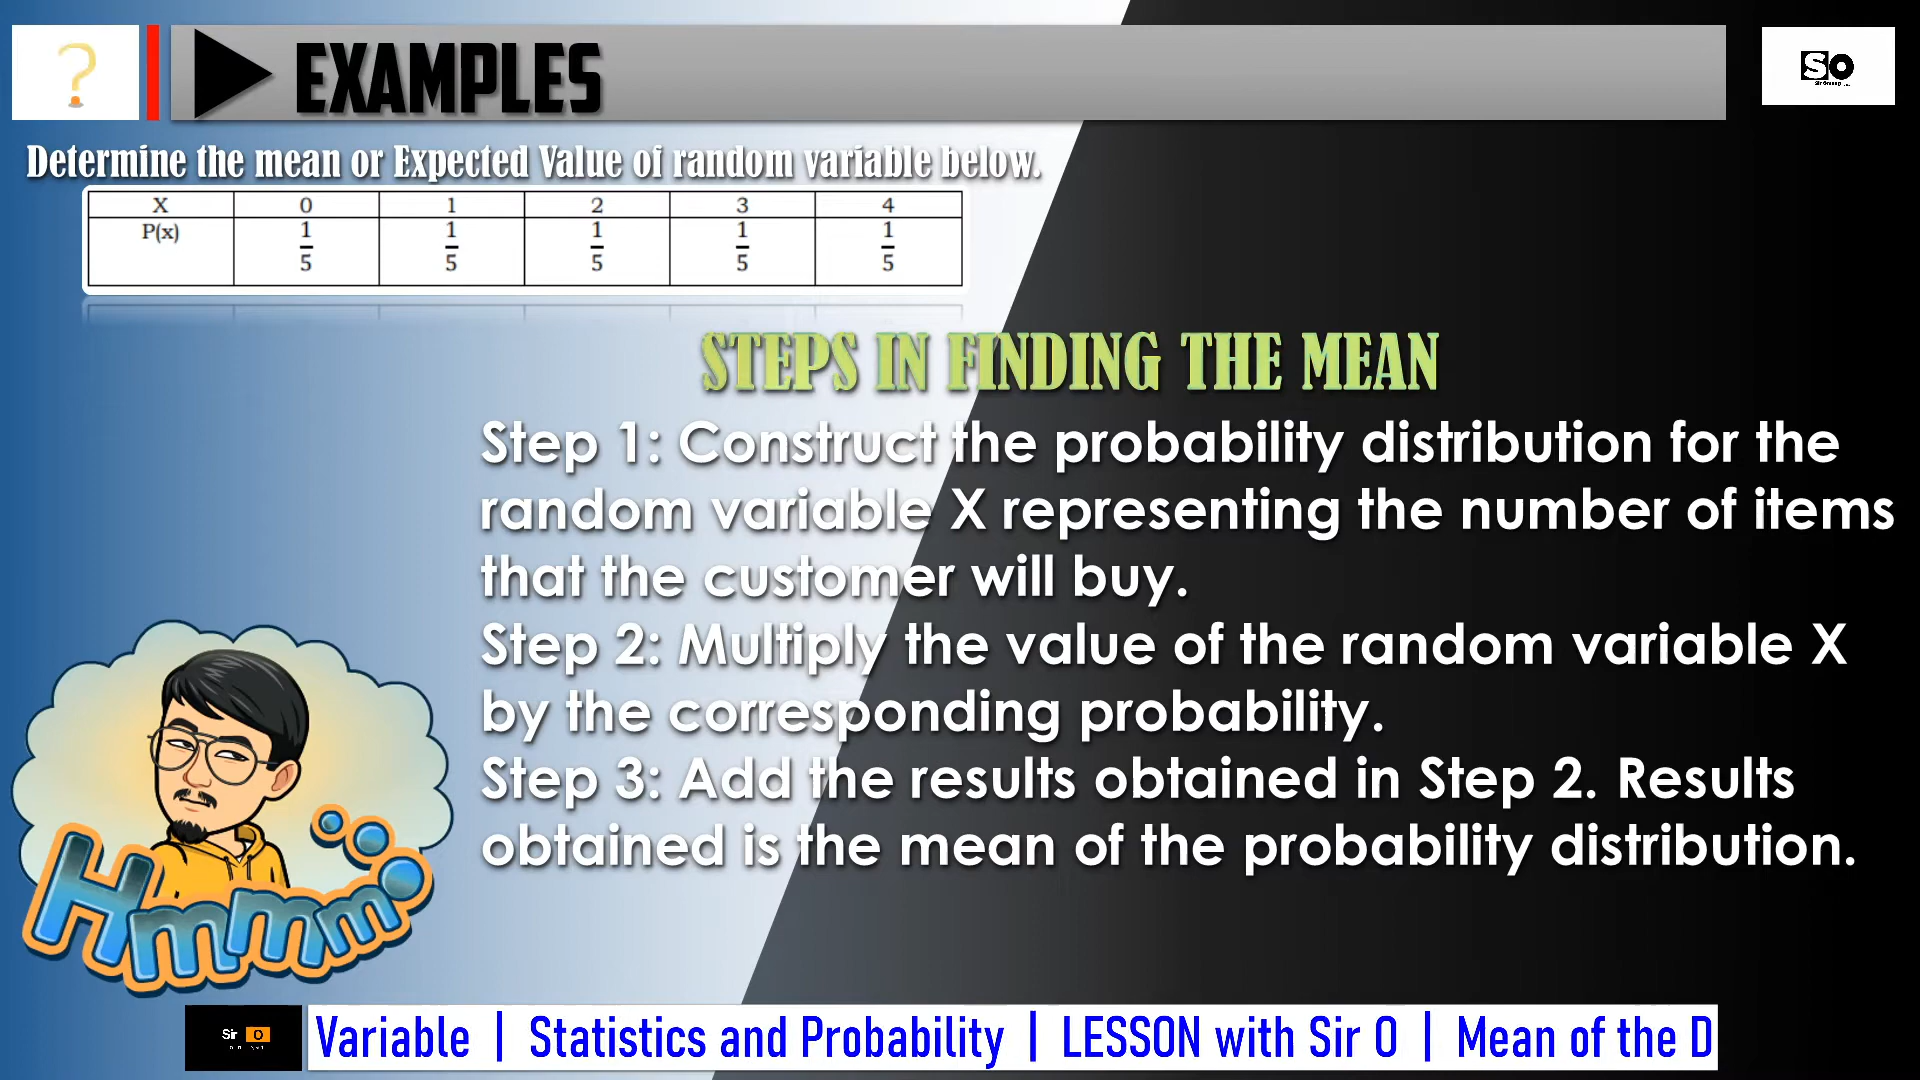 ?
EXAMPLES
SO
Determine the mean or Expected Value of random variable below.
X 0 1 2 3 4
P(x) 1/5 1/5 1/5 1/5 1/5
STEPS IN FINDING THE MEAN
Step 1: Construct the probability distribution for the
random variable X representing the number of items
that the customer will buy.
Step 2: Multiply the value of the random variable X
by the corresponding probability.
Step 3: Add the results obtained in Step 2. Results
obtained is the mean of the probability distribution.
Hmmm
Sir O
Variable | Statistics and Probability | LESSON with Sir O | Mean of the D